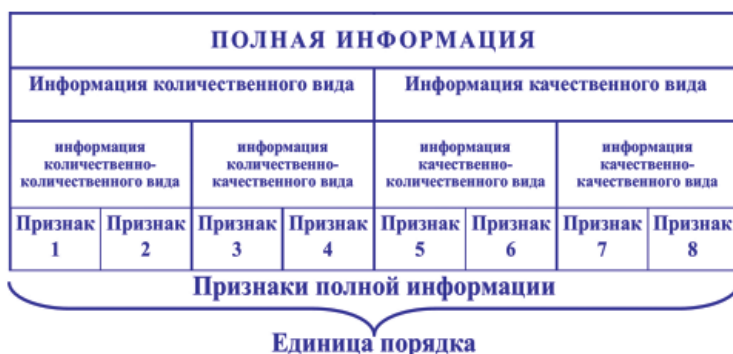 ПОЛНАЯ ИНФОРМАЦИЯ
Информация количественного вида
Информация качественного вида
информация
количественно-
количественного вида
информация
количественно-
качественного вида
информация
качественно-
количественного вида
информация
качественно-
качественного вида
Признак 1
Признак 2
Признак 3
Признак 4
Признак 5
Признак 6
Признак 7
Признак 8
Признаки полной информации
Единица порядка